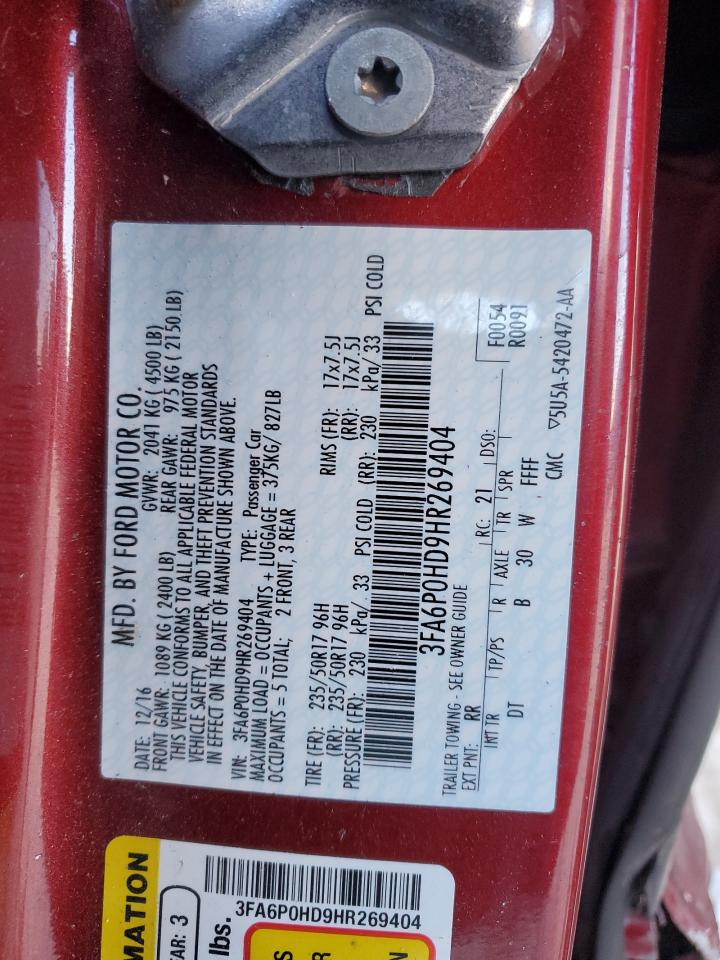 MFD. BY FORD MOTOR CO.
DATE: 12/16 GVWR: 2041 KG ( 4500 LB)
FRONT GAWR: 1089 KG ( 2400 LB) REAR GAWR: 975 KG ( 2150 LB)
THIS VEHICLE CONFORMS TO ALL APPLICABLE FEDERAL MOTOR
VEHICLE SAFETY, BUMPER, AND THEFT PREVENTION STANDARDS
IN EFFECT ON THE DATE OF MANUFACTURE SHOWN ABOVE.
VIN: 3FA6P0HD9HR269404 TYPE: Passenger Car
MAXIMUM LOAD = OCCUPANTS + LUGGAGE = 375KG/ 827LB
OCCUPANTS = 5 TOTAL; 2 FRONT, 3 REAR
TIRE (FR): 235/50R17 96H RIMS (FR): 17x7.5J
(RR): 235/50R17 96H (RR): 17x7.5J
PRESSURE (FR): 230 kPa/ 33 PSI COLD (RR): 230 kPa/ 33 PSI COLD
3FA6P0HD9HR269404
TRAILER TOWING - SEE OWNER GUIDE
EXT PNT: RR RC: 21 DSO: F0054
R0091
INT TR TP/PS R AXLE TR SPR
DT B 30 W FFFF
CMC ▽5U5A-5420472-AA
MATION
EAR: 3
lbs.
3FA6P0HD9HR269404